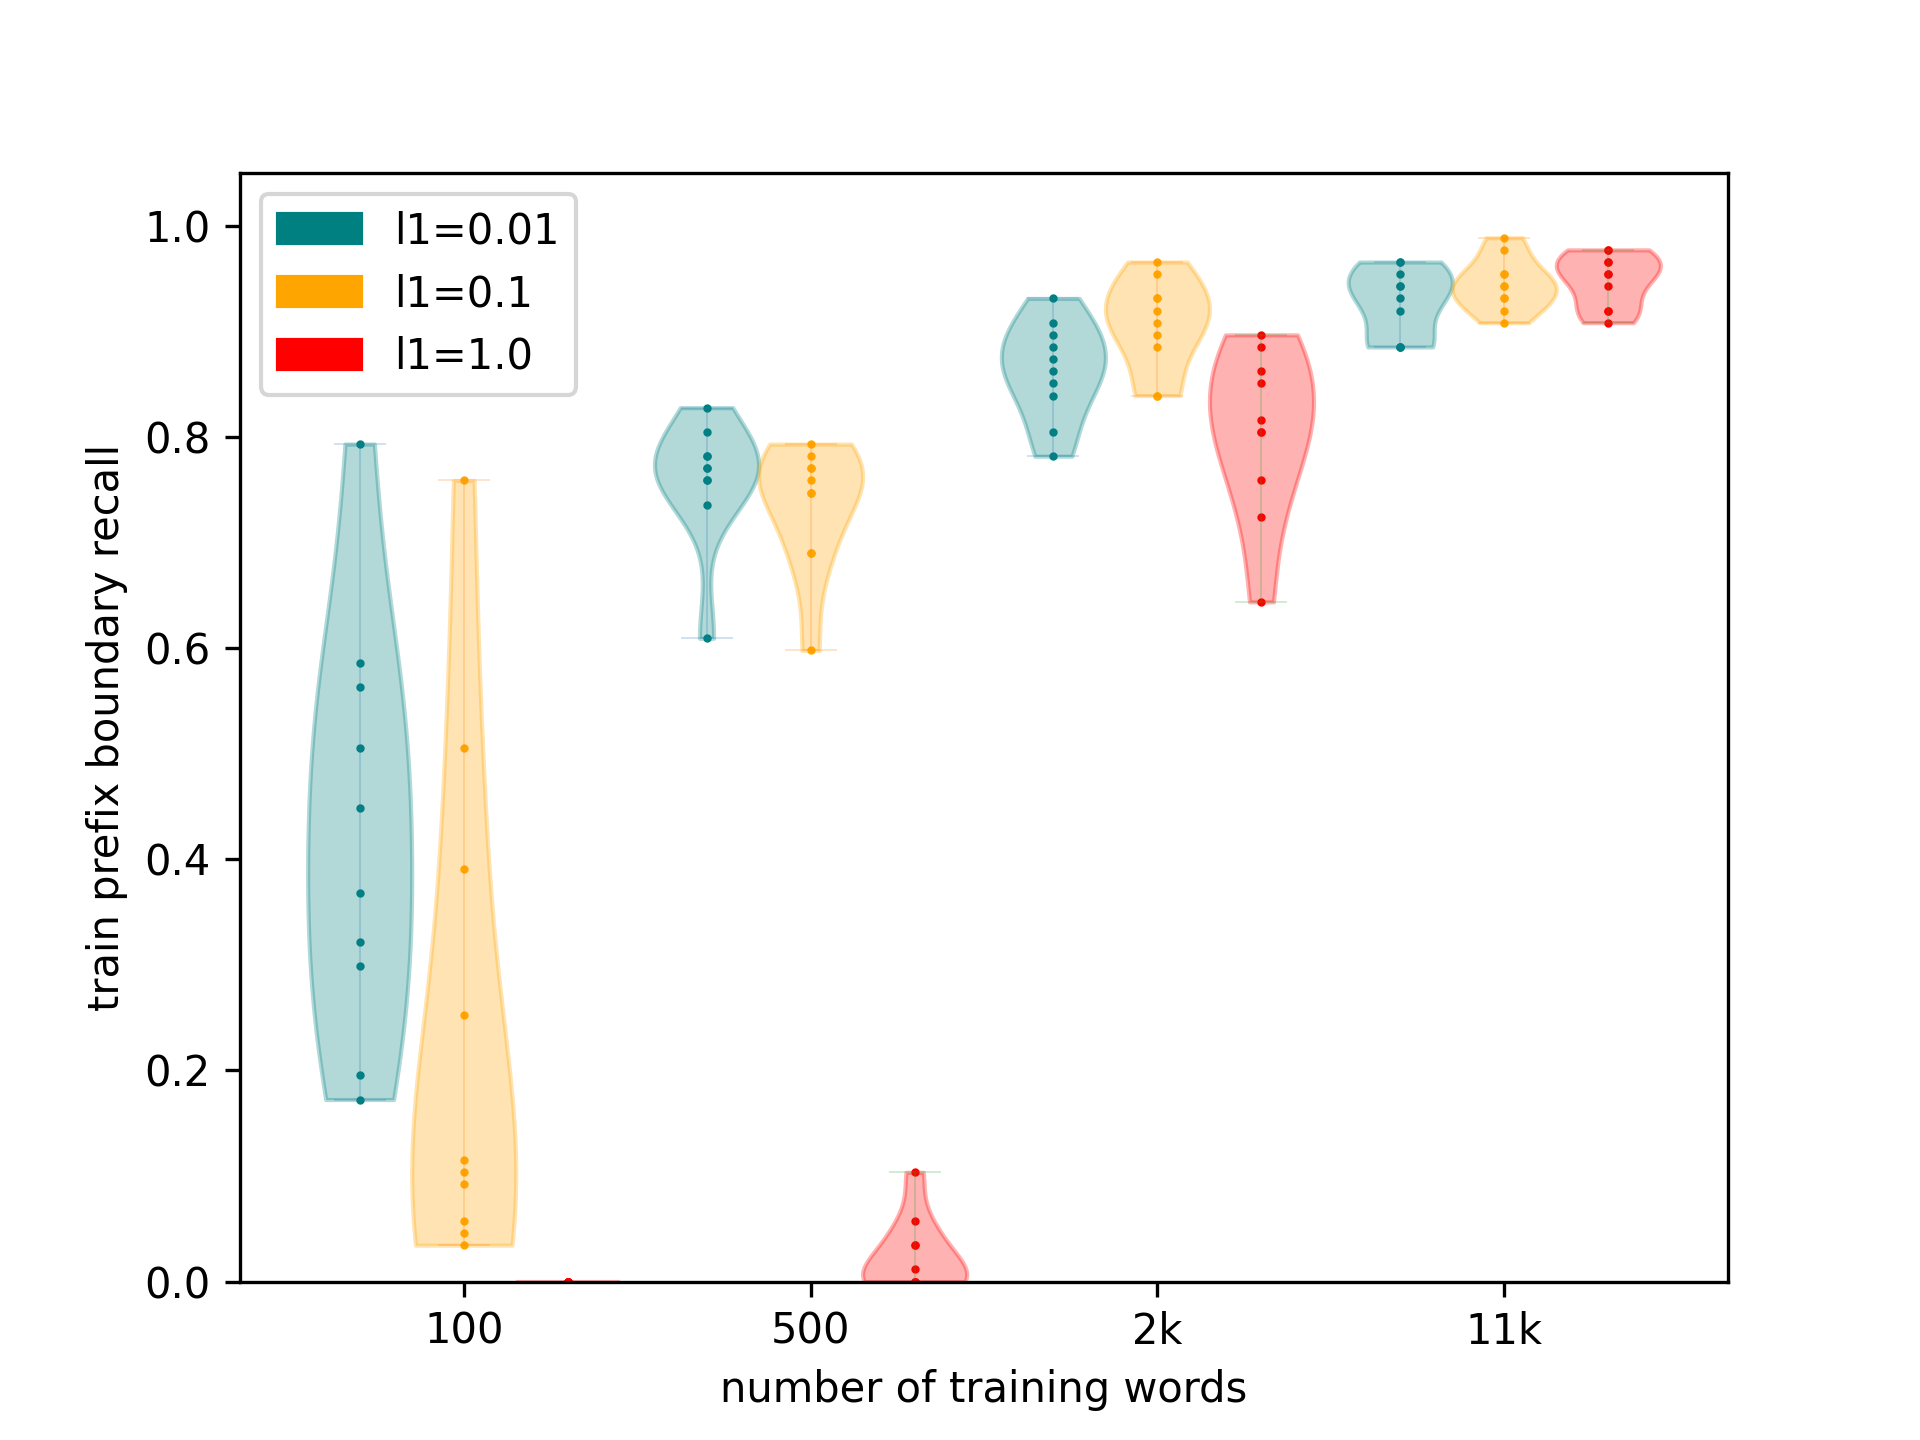 l1=0.01
l1=0.1
l1=1.0
train prefix boundary recall
1.0
0.8
0.6
0.4
0.2
0.0
100 500 2k 11k
number of training words